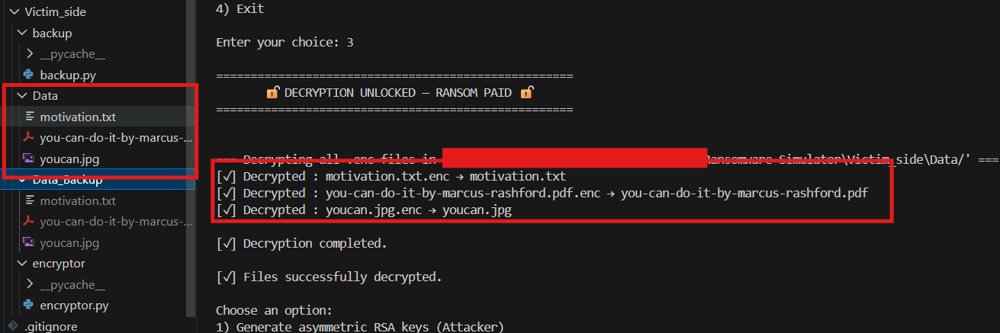 Victim_side
backup
__pycache__
backup.py
Data
motivation.txt
you-can-do-it-by-marcus-...
youcan.jpg
Data_Backup
motivation.txt
you-can-do-it-by-marcus-...
youcan.jpg
encryptor
__pycache__
encryptor.py
.gitignore
4) Exit
Enter your choice: 3
====================================================
🔓 DECRYPTION UNLOCKED — RANSOM PAID 🔓
====================================================
=== Decrypting all .enc files in Ransomware Simulator\Victim_side\Data/' ===
[✓] Decrypted : motivation.txt.enc → motivation.txt
[✓] Decrypted : you-can-do-it-by-marcus-rashford.pdf.enc → you-can-do-it-by-marcus-rashford.pdf
[✓] Decrypted : youcan.jpg.enc → youcan.jpg
[✓] Decryption completed.
[✓] Files successfully decrypted.
Choose an option:
1) Generate asymmetric RSA keys (Attacker)